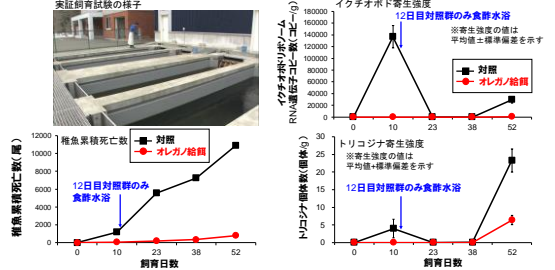 実証飼育試験の様子
イクチオボド寄生強度
イクチオボドリボソーム
RNA遺伝子コピー数(コピー/g)
18000
16000
14000
12000
10000
8000
6000
4000
2000
0
12日目対照群のみ
食酢水浴
※寄生強度の値は
平均値±標準偏差を示す
対照
オレガノ給餌
0 10 23 38 52
稚魚累積死亡数
稚魚累積死亡数(尾)
12000
10000
8000
6000
4000
2000
0
対照
オレガノ給餌
12日目対照群のみ
食酢水浴
0 10 23 38 52
飼育日数
トリコジナ寄生強度
トリコジナ個体数(個体/g)
30
25
20
15
10
5
0
※寄生強度の値は
平均値+標準偏差を示す
12日目対照群のみ
食酢水浴
0 10 23 38 52
飼育日数